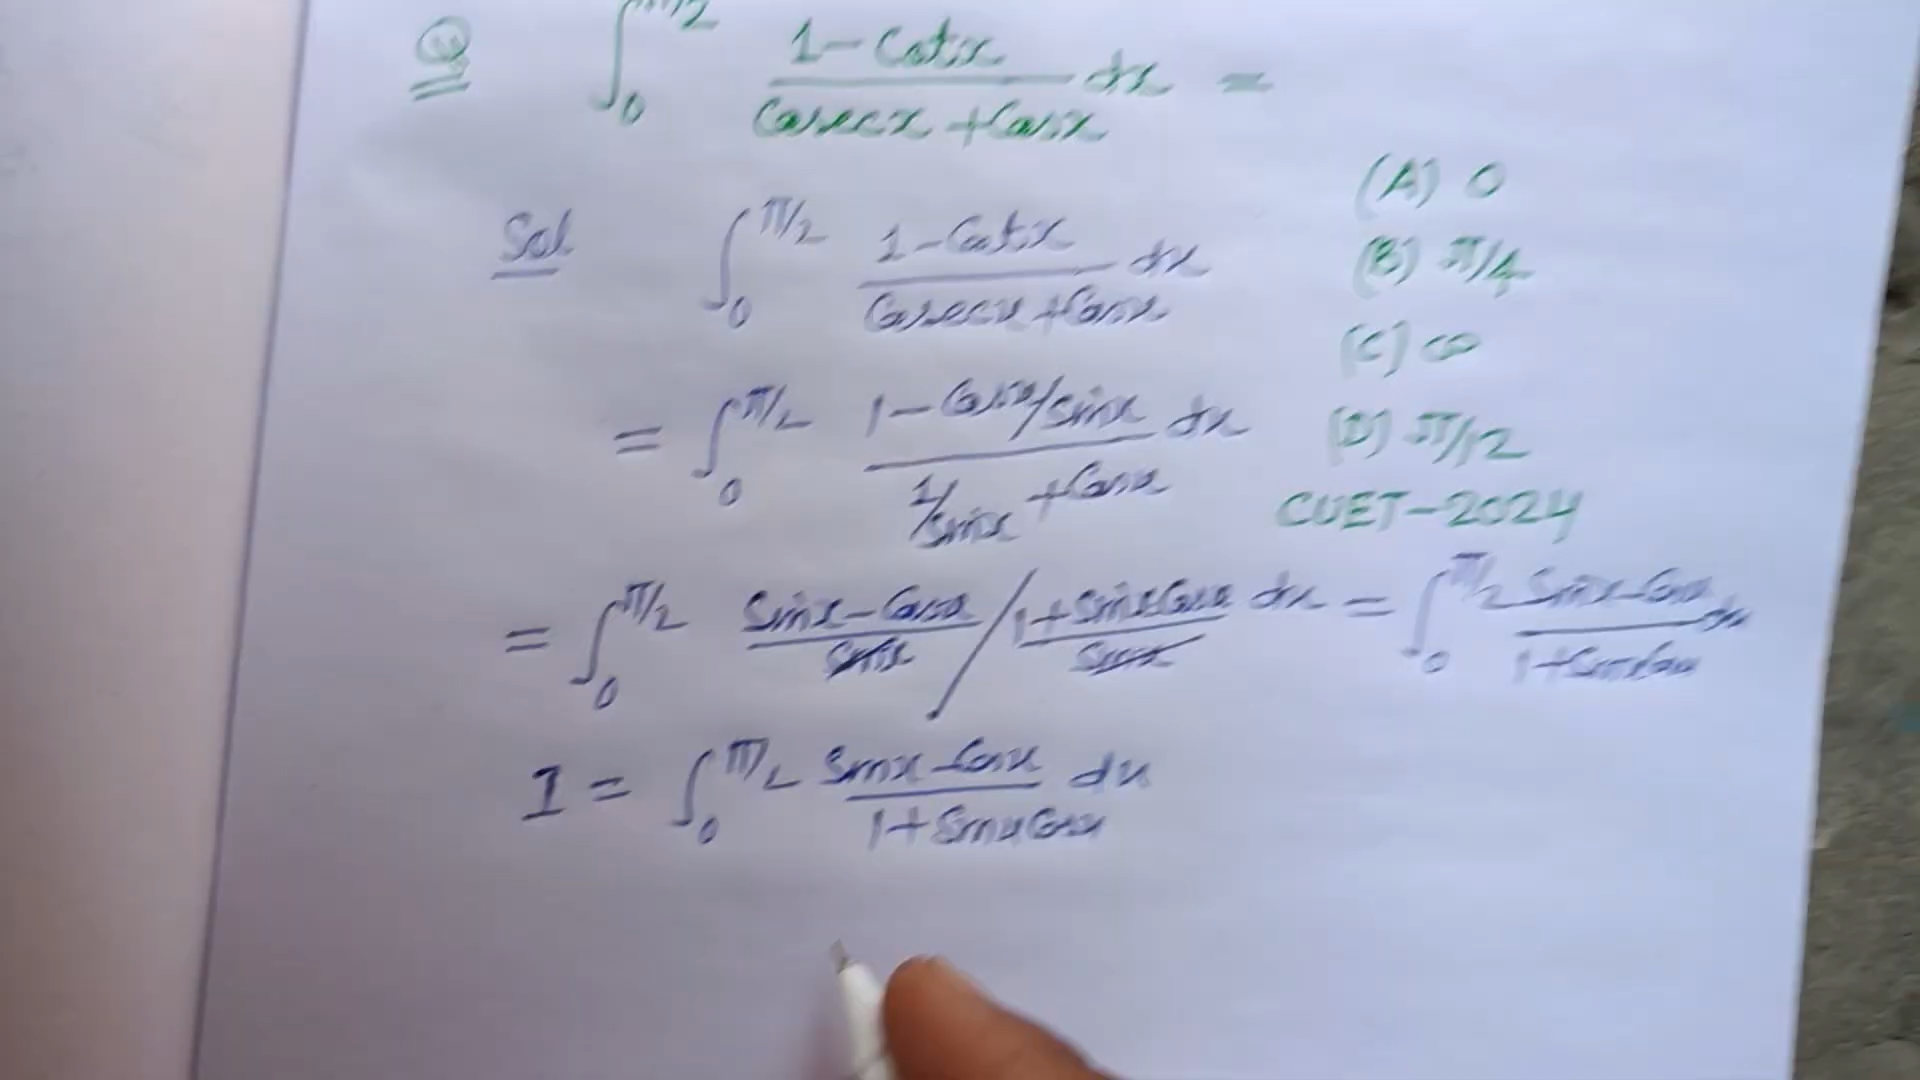 Q ∫₀^π/2 (1-Cotx)/(Cosecx+Cosx) dx =
(A) 0
Sol ∫₀^π/2 (1-Cotx)/(Cosecx+Cosx) dx
(B) π/4
(C) ∞
= ∫₀^π/2 (1-Cosx/sinx)/(1/sinx+Cosx) dx
(D) π/12
CUET-2024
= ∫₀^π/2 (Sinx-Cosx)/sinx / (1+sinxCosx)/sinx dx = ∫₀^π/2 (Sinx-Cosx)/(1+SinxCosx) dx
I = ∫₀^π/2 (Sinx-Cosx)/(1+SinxCosx) dx